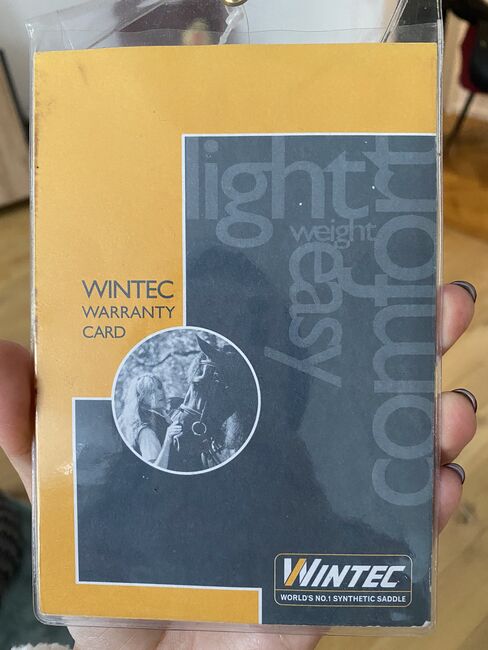 light
weight
easy
comfort
WINTEC
WARRANTY
CARD
WINTEC
WORLD'S NO.1 SYNTHETIC SADDLE